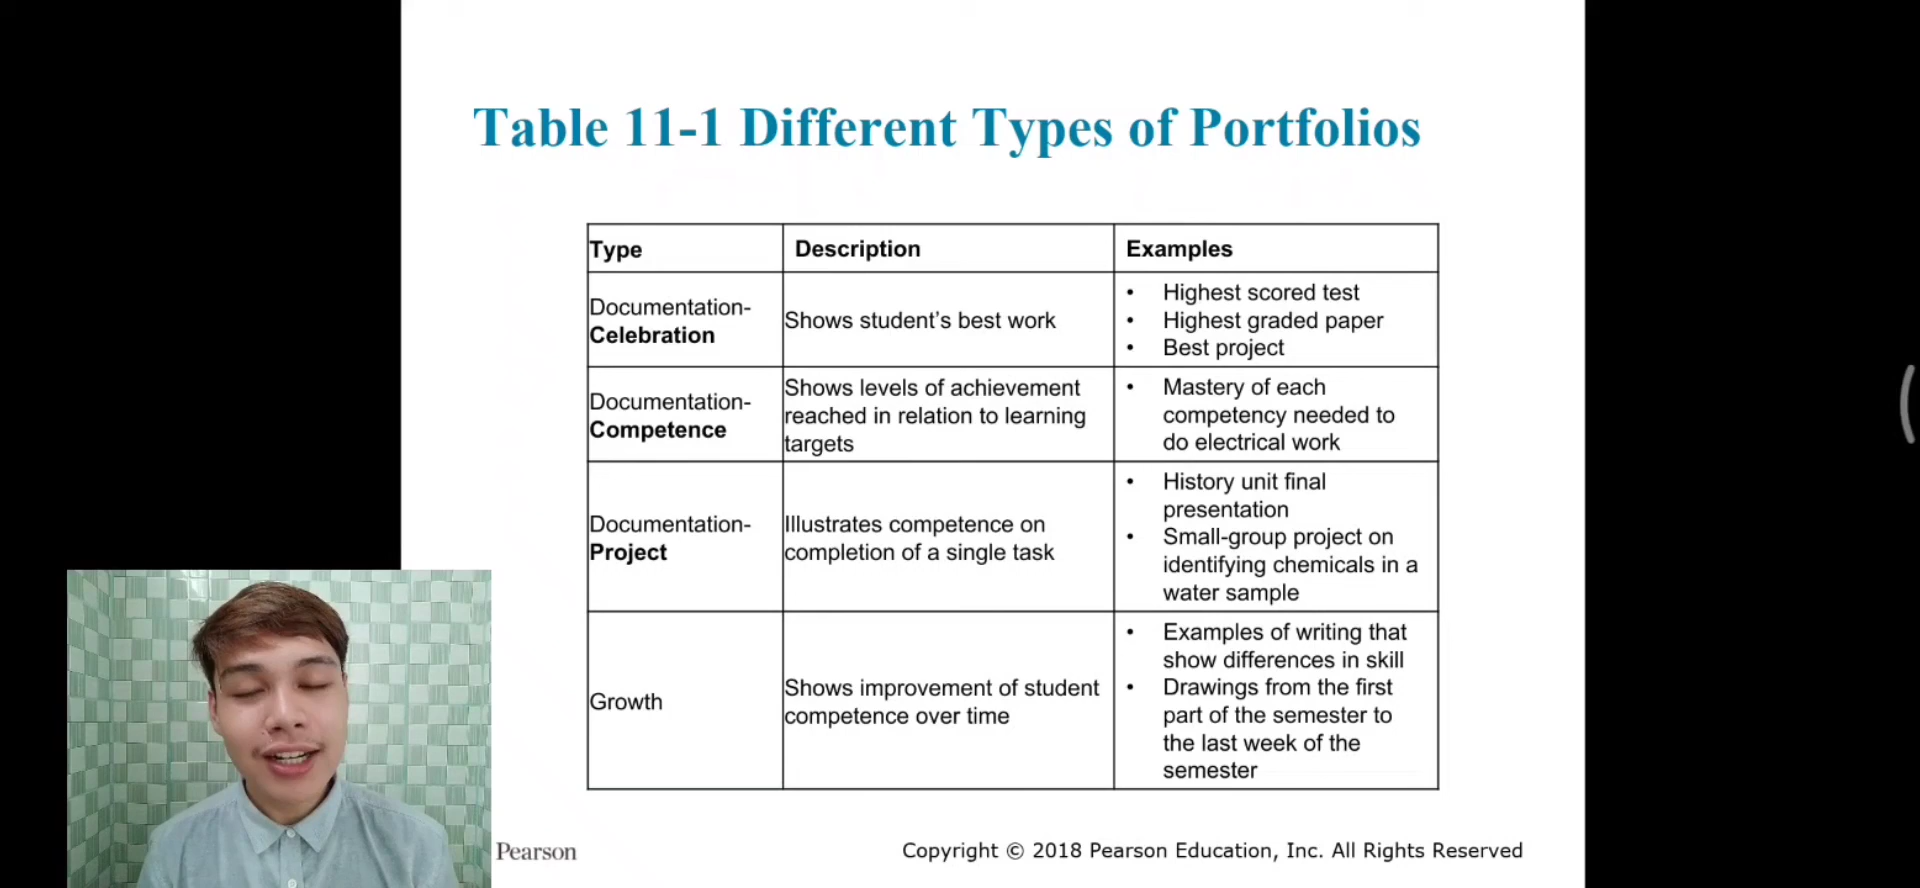 Table 11-1 Different Types of Portfolios
Type
Description
Examples
Documentation-
Celebration
Shows student's best work
• Highest scored test
• Highest graded paper
• Best project
Documentation-
Competence
Shows levels of achievement
reached in relation to learning
targets
• Mastery of each
competency needed to
do electrical work
Documentation-
Project
Illustrates competence on
completion of a single task
• History unit final
presentation
• Small-group project on
identifying chemicals in a
water sample
Growth
Shows improvement of student
competence over time
• Examples of writing that
show differences in skill
• Drawings from the first
part of the semester to
the last week of the
semester
Pearson
Copyright © 2018 Pearson Education, Inc. All Rights Reserved